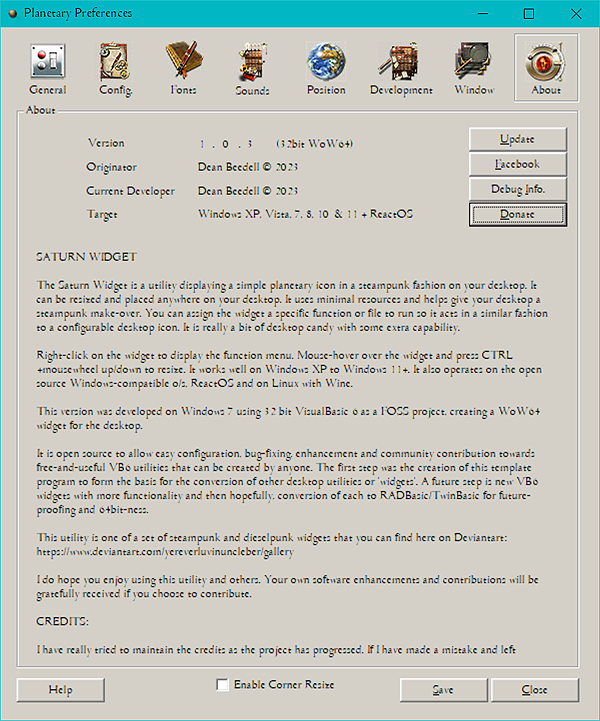 Planetary Preferences
General Config. Fonts Sounds Position Development Window About
About
Version 1 . 0 . 3 (32bit WoW64)
Update
Originator Dean Beedell © 2023
Facebook
Current Developer Dean Beedell © 2023
Debug Info.
Target Windows XP, Vista, 7, 8, 10 & 11 + ReactOS
Donate
SATURN WIDGET
The Saturn Widget is a utility displaying a simple planetary icon in a steampunk fashion on your desktop. It
can be resized and placed anywhere on your desktop. It uses minimal resources and helps give your desktop a
steampunk make-over. You can assign the widget a specific function or file to run so it acts in a similar fashion
to a configurable desktop icon. It is really a bit of desktop candy with some extra capability.
Right-click on the widget to display the function menu. Mouse-hover over the widget and press CTRL
+mousewheel up/down to resize. It works well on Windows XP to Windows 11+. It also operates on the open
source Windows-compatible o/s, ReactOS and on Linux with Wine.
This version was developed on Windows 7 using 32 bit VisualBasic 6 as a FOSS project, creating a WoW64
widget for the desktop.
It is open source to allow easy configuration, bug-fixing, enhancement and community contribution towards
free-and-useful VB6 utilities that can be created by anyone. The first step was the creation of this template
program to form the basis for the conversion of other desktop utilities or 'widgets'. A future step is new VB6
widgets with more functionality and then hopefully, conversion of each to RADBasic/TwinBasic for future-
proofing and 64bit-ness.
This utility is one of a set of steampunk and dieselpunk widgets that you can find here on Deviantart:
https://www.deviantart.com/yereverluvinuncleber/gallery
I do hope you enjoy using this utility and others. Your own software enhancements and contributions will be
gratefully received if you choose to contribute.
CREDITS:
I have really tried to maintain the credits as the project has progressed. If I have made a mistake and left
Help
Enable Corner Resize
Save
Close